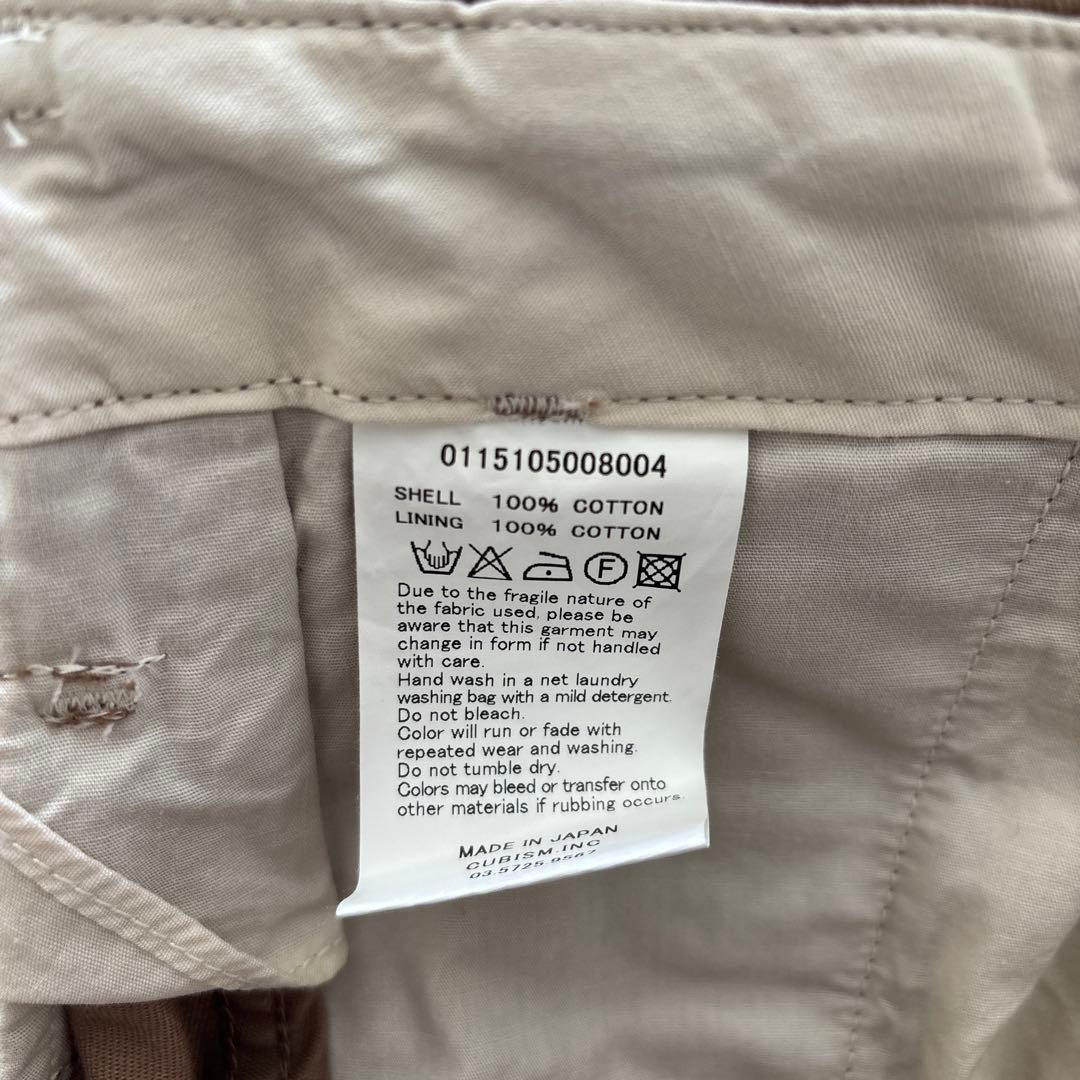 0115105008004
SHELL 100% COTTON
LINING 100% COTTON
F
Due to the fragile nature of
the fabric used, please be
aware that this garment may
change in form if not handled
with care.
Hand wash in a net laundry
washing bag with a mild detergent.
Do not bleach.
Color will run or fade with
repeated wear and washing.
Do not tumble dry.
Colors may bleed or transfer onto
other materials if rubbing occurs.
MADE IN JAPAN
CUBISM.INC
03.5725.9567